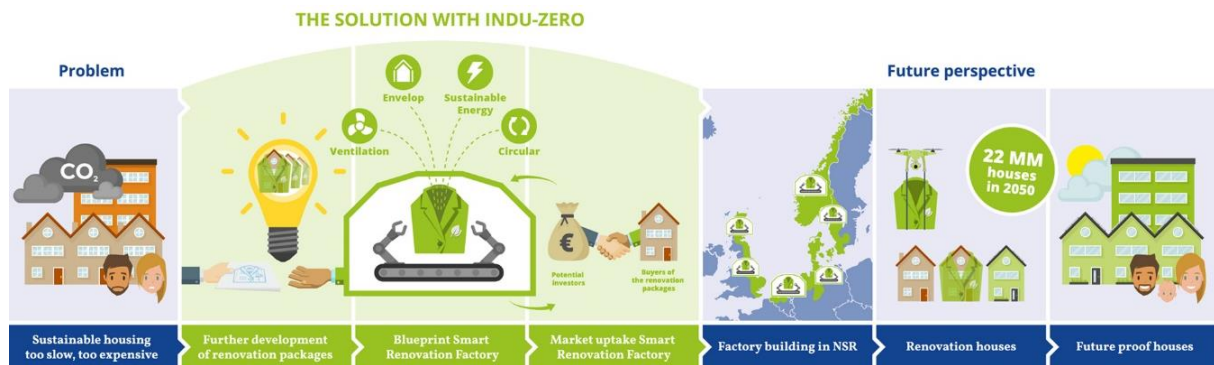 THE SOLUTION WITH INDU-ZERO
Problem
Future perspective
Envelop
Sustainable
Energy
Ventilation
Circular
CO2
€
Potential
investors
Buyers of
the renovation
packages
22 MM
houses
in 2050
Sustainable housing
too slow, too expensive
Further development
of renovation packages
Blueprint Smart
Renovation Factory
Market uptake Smart
Renovation Factory
Factory building in NSR
Renovation houses
Future proof houses